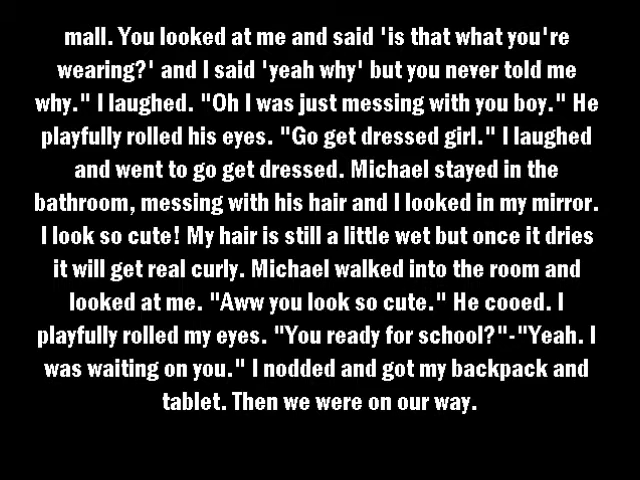 mall. You looked at me and said 'is that what you're
wearing?' and I said 'yeah why' but you never told me
why." I laughed. "Oh I was just messing with you boy." He
playfully rolled his eyes. "Go get dressed girl." I laughed
and went to go get dressed. Michael stayed in the
bathroom, messing with his hair and I looked in my mirror.
I look so cute! My hair is still a little wet but once it dries
it will get real curly. Michael walked into the room and
looked at me. "Aww you look so cute." He cooed. I
playfully rolled my eyes. "You ready for school?"-"Yeah. I
was waiting on you." I nodded and got my backpack and
tablet. Then we were on our way.